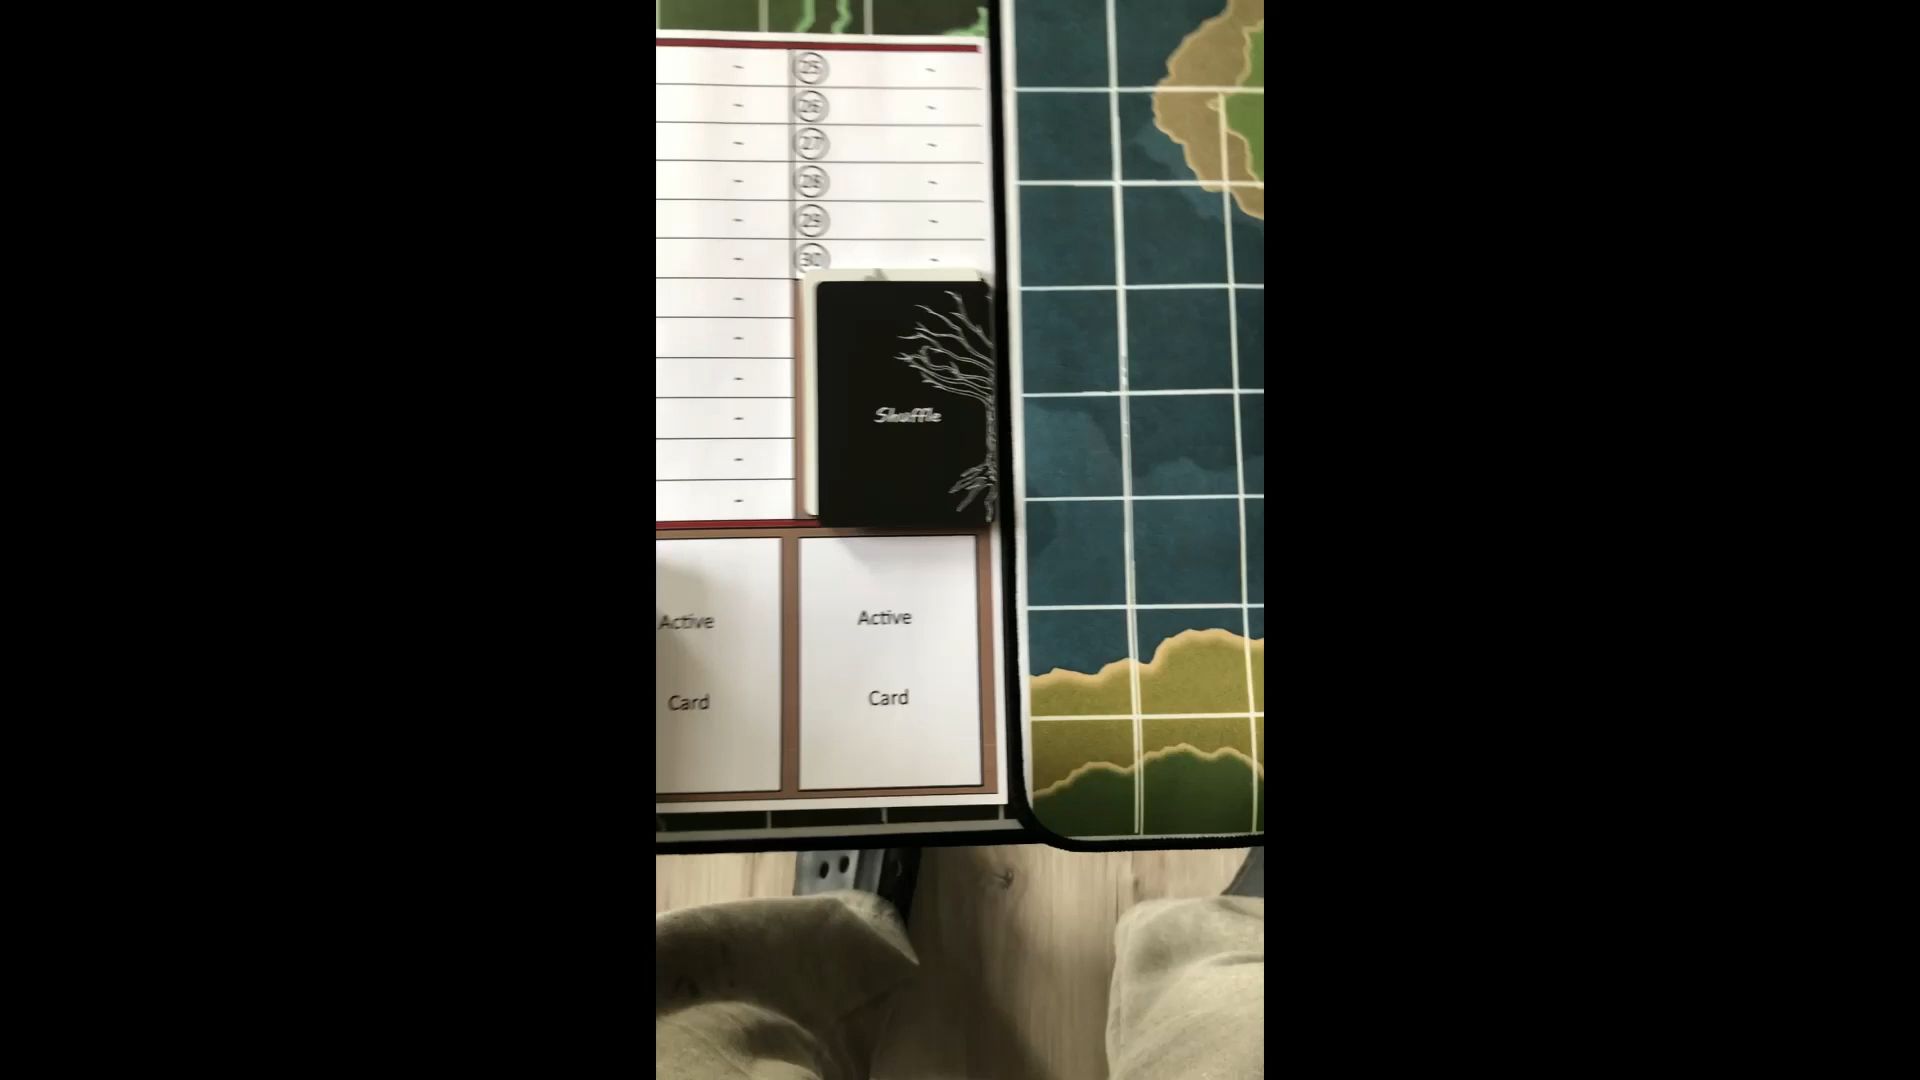 - 25 -
- 26 -
- 27 -
- 28 -
- 29 -
- 30 -
-
-
-
Shuffle
-
-
-
Active Active
Card Card